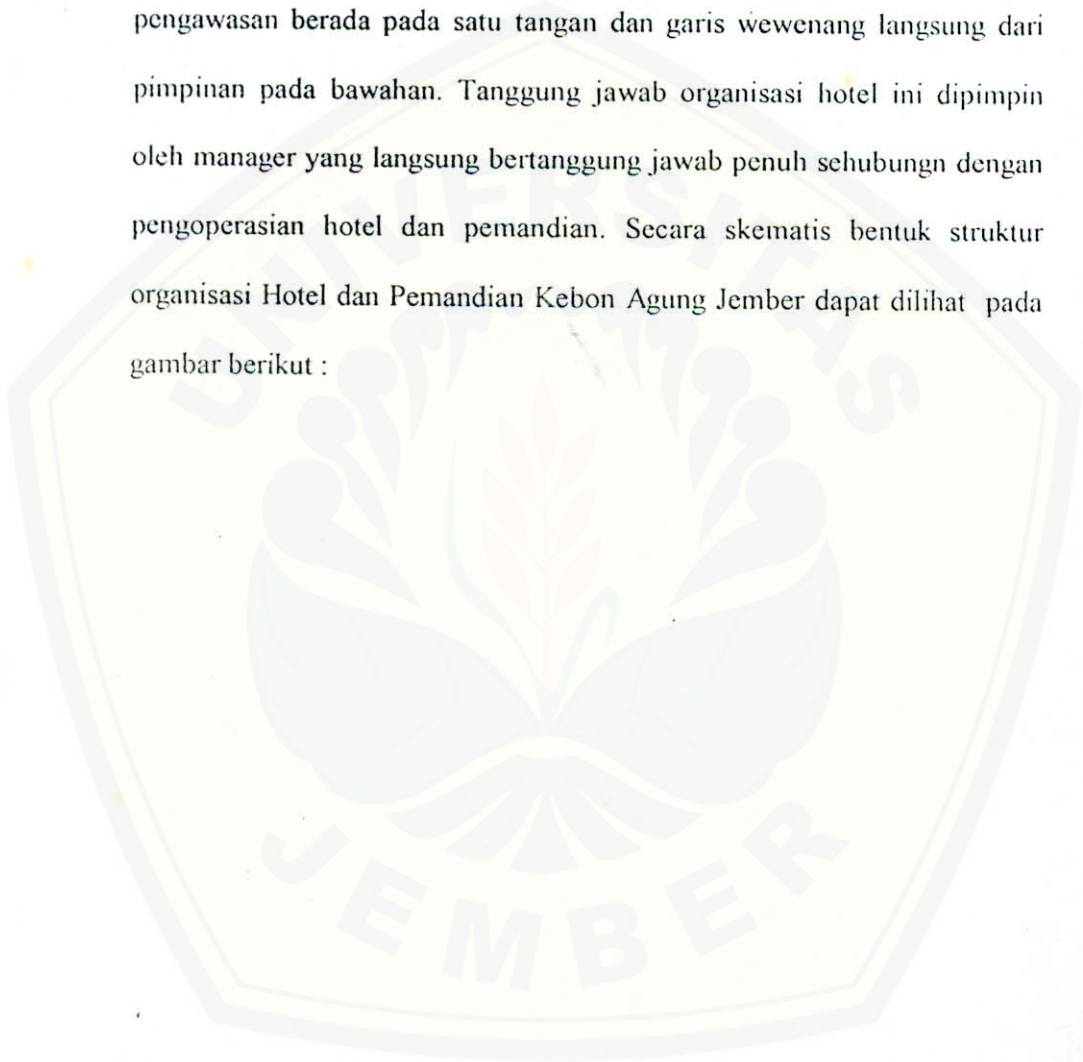 pengawasan berada pada satu tangan dan garis wewenang langsung dari
pimpinan pada bawahan. Tanggung jawab organisasi hotel ini dipimpin
oleh manager yang langsung bertanggung jawab penuh sehubungn dengan
pengoperasian hotel dan pemandian. Secara skematis bentuk struktur
organisasi Hotel dan Pemandian Kebon Agung Jember dapat dilihat pada
gambar berikut :
UNIVERSITAS
JEMBER